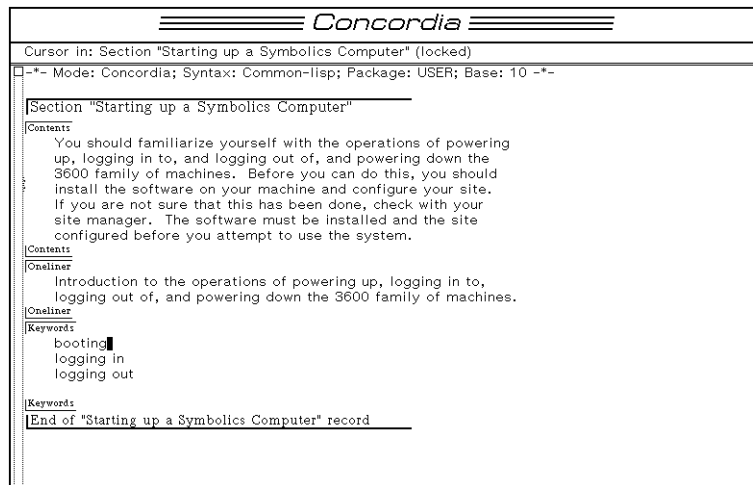 Concordia
Cursor in: Section "Starting up a Symbolics Computer" (locked)
-*- Mode: Concordia; Syntax: Common-lisp; Package: USER; Base: 10 -*-
Section "Starting up a Symbolics Computer"
Contents
You should familiarize yourself with the operations of powering
up, logging in to, and logging out of, and powering down the
3600 family of machines. Before you can do this, you should
install the software on your machine and configure your site.
If you are not sure that this has been done, check with your
site manager. The software must be installed and the site
configured before you attempt to use the system.
Contents
Oneliner
Introduction to the operations of powering up, logging in to,
logging out of, and powering down the 3600 family of machines.
Oneliner
Keywords
booting
logging in
logging out
Keywords
End of "Starting up a Symbolics Computer" record